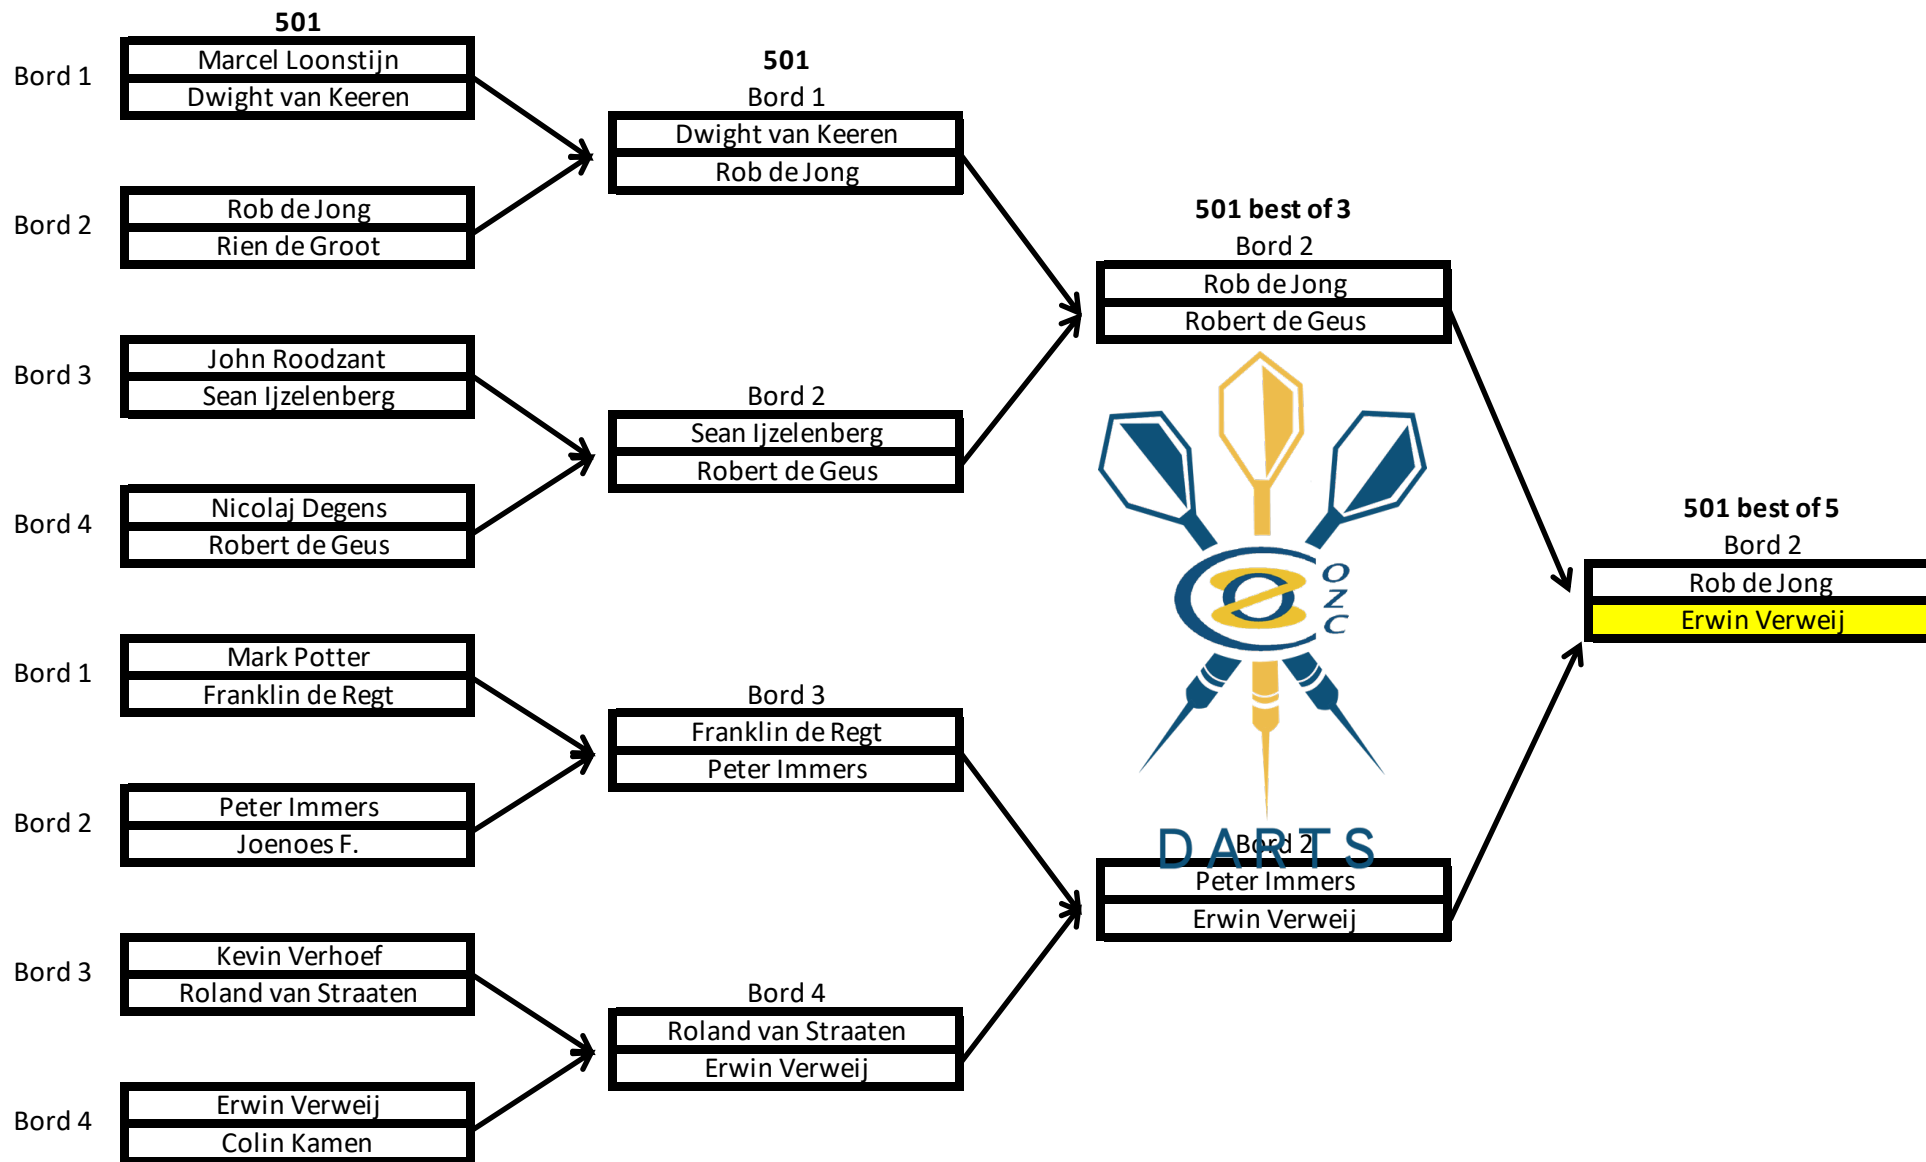 501
Bord 1
Marcel Loonstijn
Dwight van Keeren
Bord 2
Rob de Jong
Rien de Groot
Bord 3
John Roodzant
Sean Ijzelenberg
Bord 4
Nicolaj Degens
Robert de Geus
Bord 1
Mark Potter
Franklin de Regt
Bord 2
Peter Immers
Joenoes F.
Bord 3
Kevin Verhoef
Roland van Straaten
Bord 4
Erwin Verweij
Colin Kamen
501
Bord 1
Dwight van Keeren
Rob de Jong
Bord 2
Sean Ijzelenberg
Robert de Geus
Bord 3
Franklin de Regt
Peter Immers
Bord 4
Roland van Straaten
Erwin Verweij
501 best of 3
Bord 2
Rob de Jong
Robert de Geus
OZC
DARTS
Bord 2
Peter Immers
Erwin Verweij
501 best of 5
Bord 2
Rob de Jong
Erwin Verweij